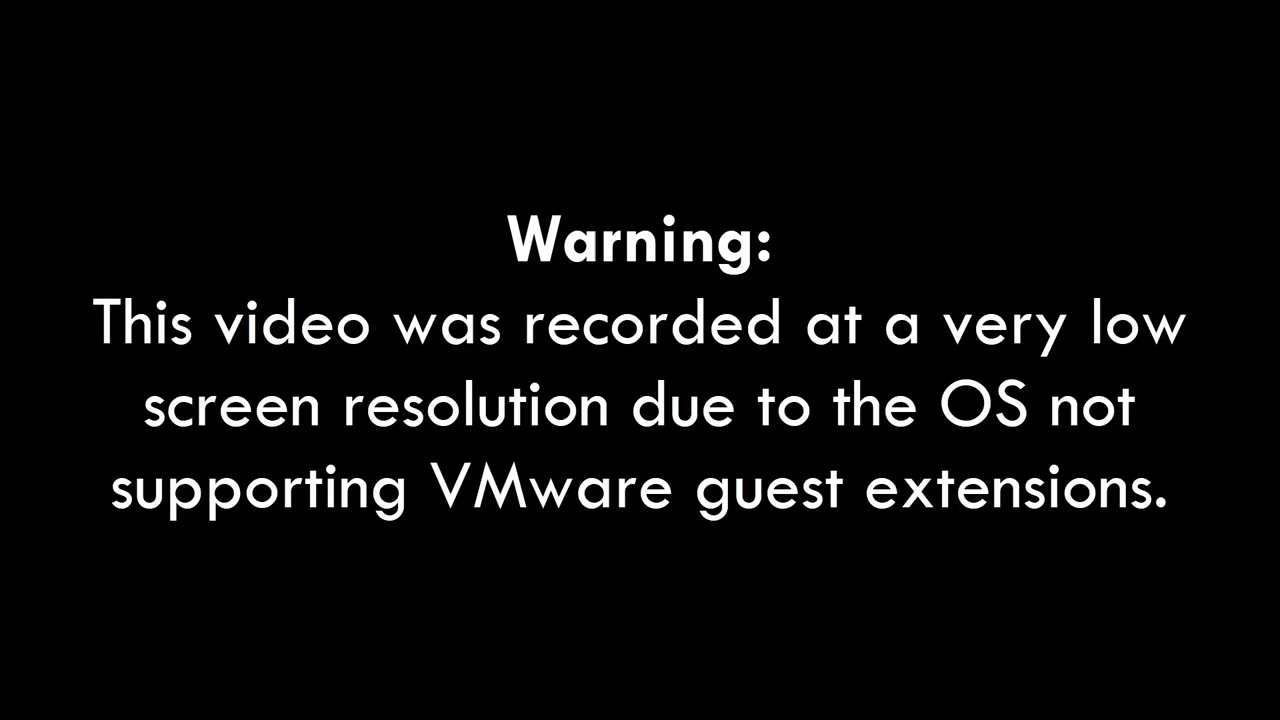 Warning:
This video was recorded at a very low
screen resolution due to the OS not
supporting VMware guest extensions.